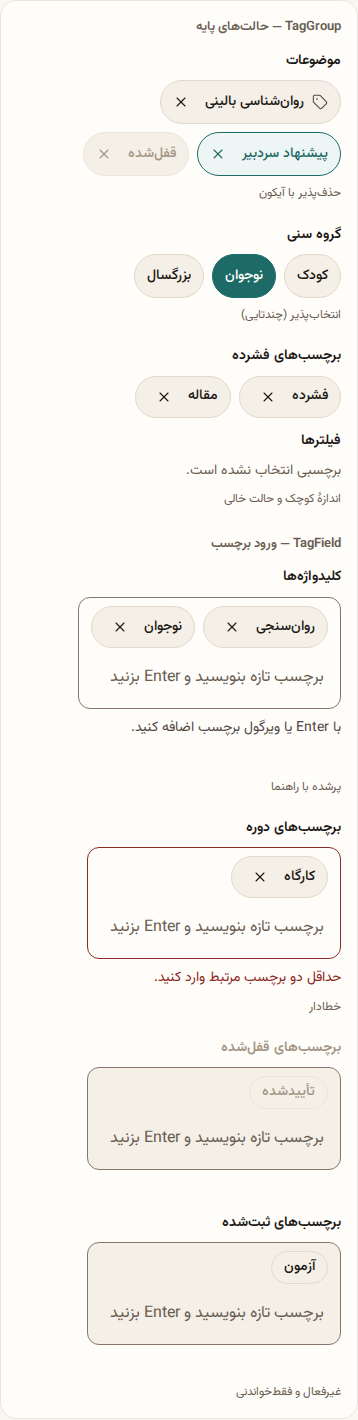 TagGroup — حالت‌های پایه
موضوعات
روان‌شناسی بالینی
پیشنهاد سردبیر قفل‌شده
حذف‌پذیر با آیکون
گروه سنی
کودک نوجوان بزرگسال
انتخاب‌پذیر (چندتایی)
برچسب‌های فشرده
فشرده مقاله
فیلترها
برچسبی انتخاب نشده است.
اندازهٔ کوچک و حالت خالی
TagField — ورود برچسب
کلیدواژه‌ها
روان‌سنجی نوجوان
برچسب تازه بنویسید و Enter بزنید
با Enter یا ویرگول برچسب اضافه کنید.
پرشده با راهنما
برچسب‌های دوره
کارگاه
برچسب تازه بنویسید و Enter بزنید
حداقل دو برچسب مرتبط وارد کنید.
خطادار
برچسب‌های قفل‌شده
تأییدشده
برچسب تازه بنویسید و Enter بزنید
برچسب‌های ثبت‌شده
آزمون
برچسب تازه بنویسید و Enter بزنید
غیرفعال و فقط‌خواندنی